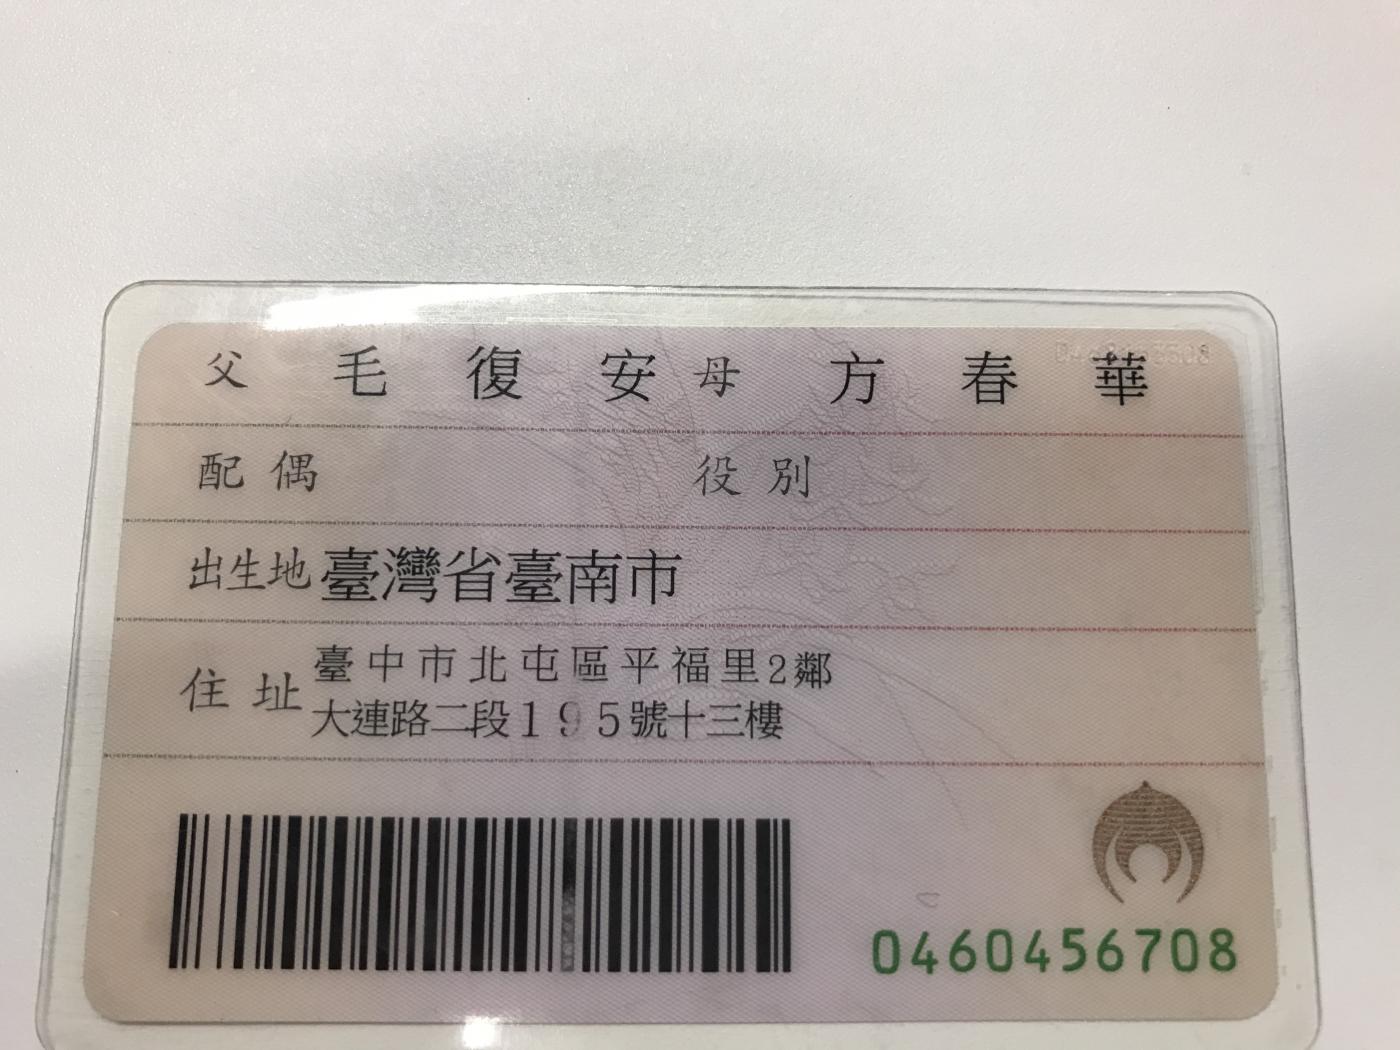 父 毛復安 母 方春華
配偶 役別
出生地 臺灣省臺南市
住址 臺中市北屯區平福里2鄰
大連路二段195號十三樓
0460456708